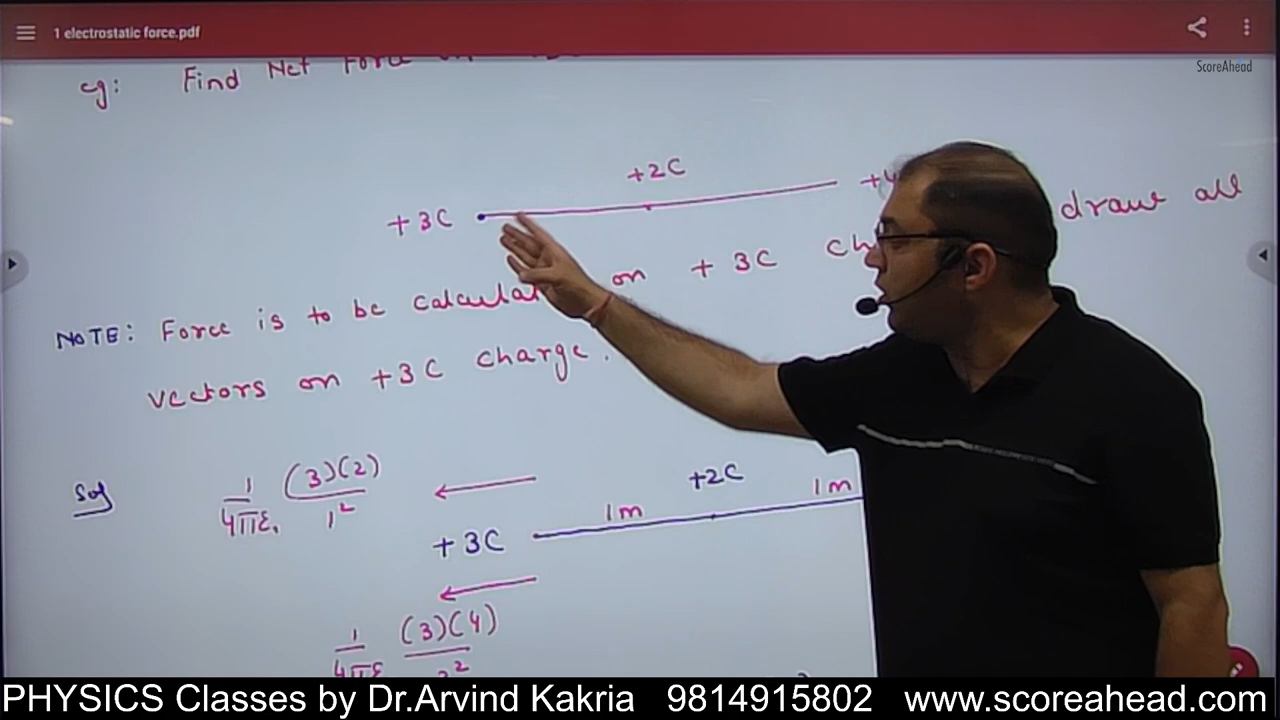 1 electrostatic force.pdf
ScoreAhead
eg: Find Net Force
+2C
+3C
draw all
NOTE: Force is to be on +3C
vectors on +3C charge.
Sol 1/4πε. (3)(2)/1²
+2C
1m 1m
+3C
1/4πε (3)(4)
PHYSICS Classes by Dr.Arvind Kakria 9814915802 www.scoreahead.com